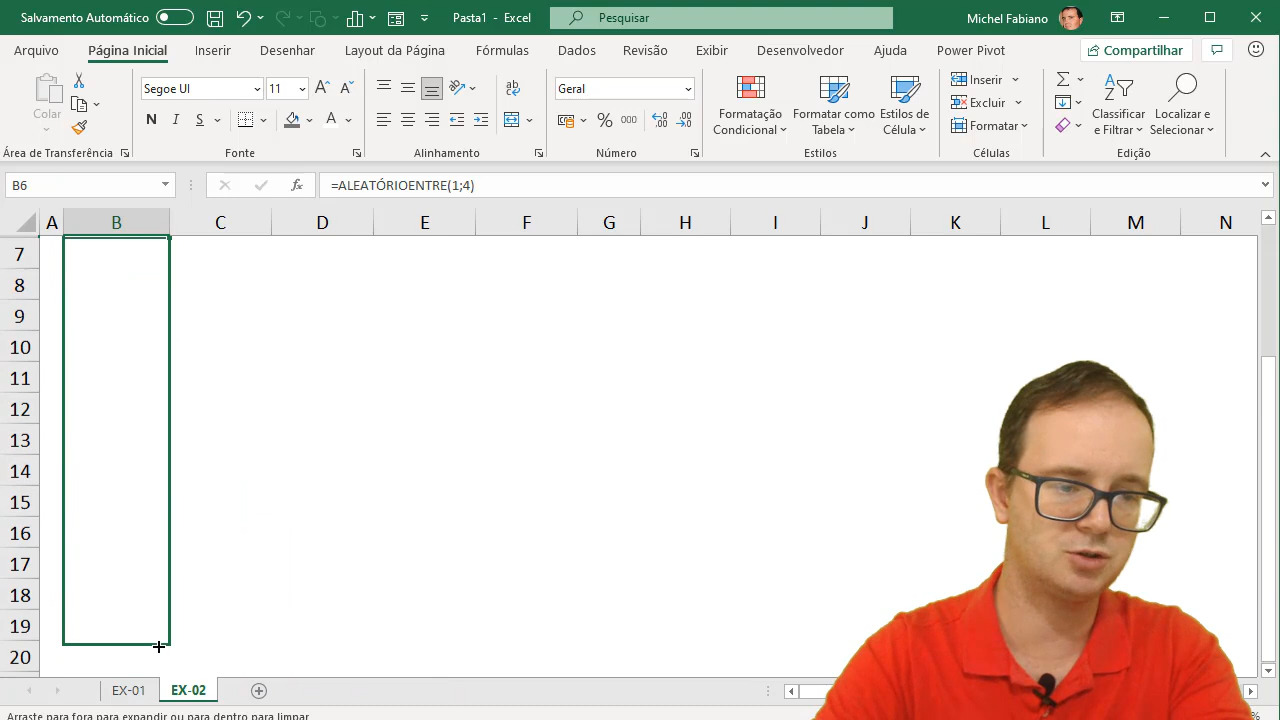 Salvamento Automático
Pasta1 - Excel
Pesquisar
Michel Fabiano
Arquivo Página Inicial Inserir Desenhar Layout da Página Fórmulas Dados Revisão Exibir Desenvolvedor Ajuda Power Pivot
Compartilhar
Colar
Área de Transferência
Segoe UI 11
N I S A
Fonte
ab
Alinhamento
Geral
% 000
Número
Formatação Condicional
Formatar como Tabela
Estilos de Célula
Estilos
Inserir
Excluir
Formatar
Células
Classificar e Filtrar
Localizar e Selecionar
Edição
B6 fx =ALEATÓRIOENTRE(1;4)
A B C D E F G H I J K L M N
7
8
9
10
11
12
13
14
15
16
17
18
19
20
EX-01 EX-02
Arraste para fora para expandir ou para dentro para limpar
%